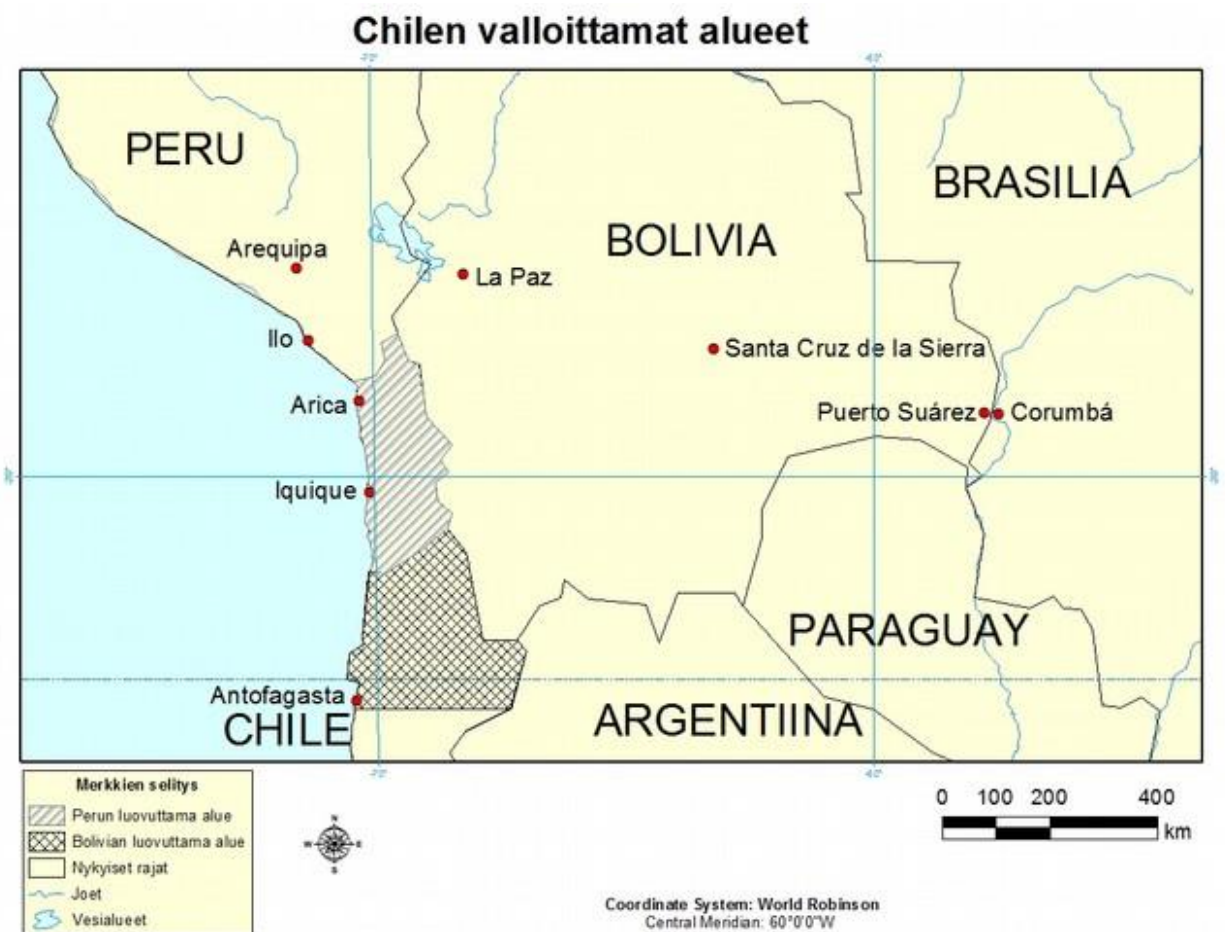 Chilen valloittamat alueet
PERU
BRASILIA
BOLIVIA
Arequipa
La Paz
Ilo
Santa Cruz de la Sierra
Arica
Puerto Suárez
Corumbá
Iquique
PARAGUAY
Antofagasta
CHILE
ARGENTIINA
Merkkien selitys
Perun luovuttama alue
Bolivian luovuttama alue
Nykyiset rajat
Joet
Vesialueet
N
W E
S
0 100 200 400
km
Coordinate System: World Robinson
Central Meridian: 60°0'0"W